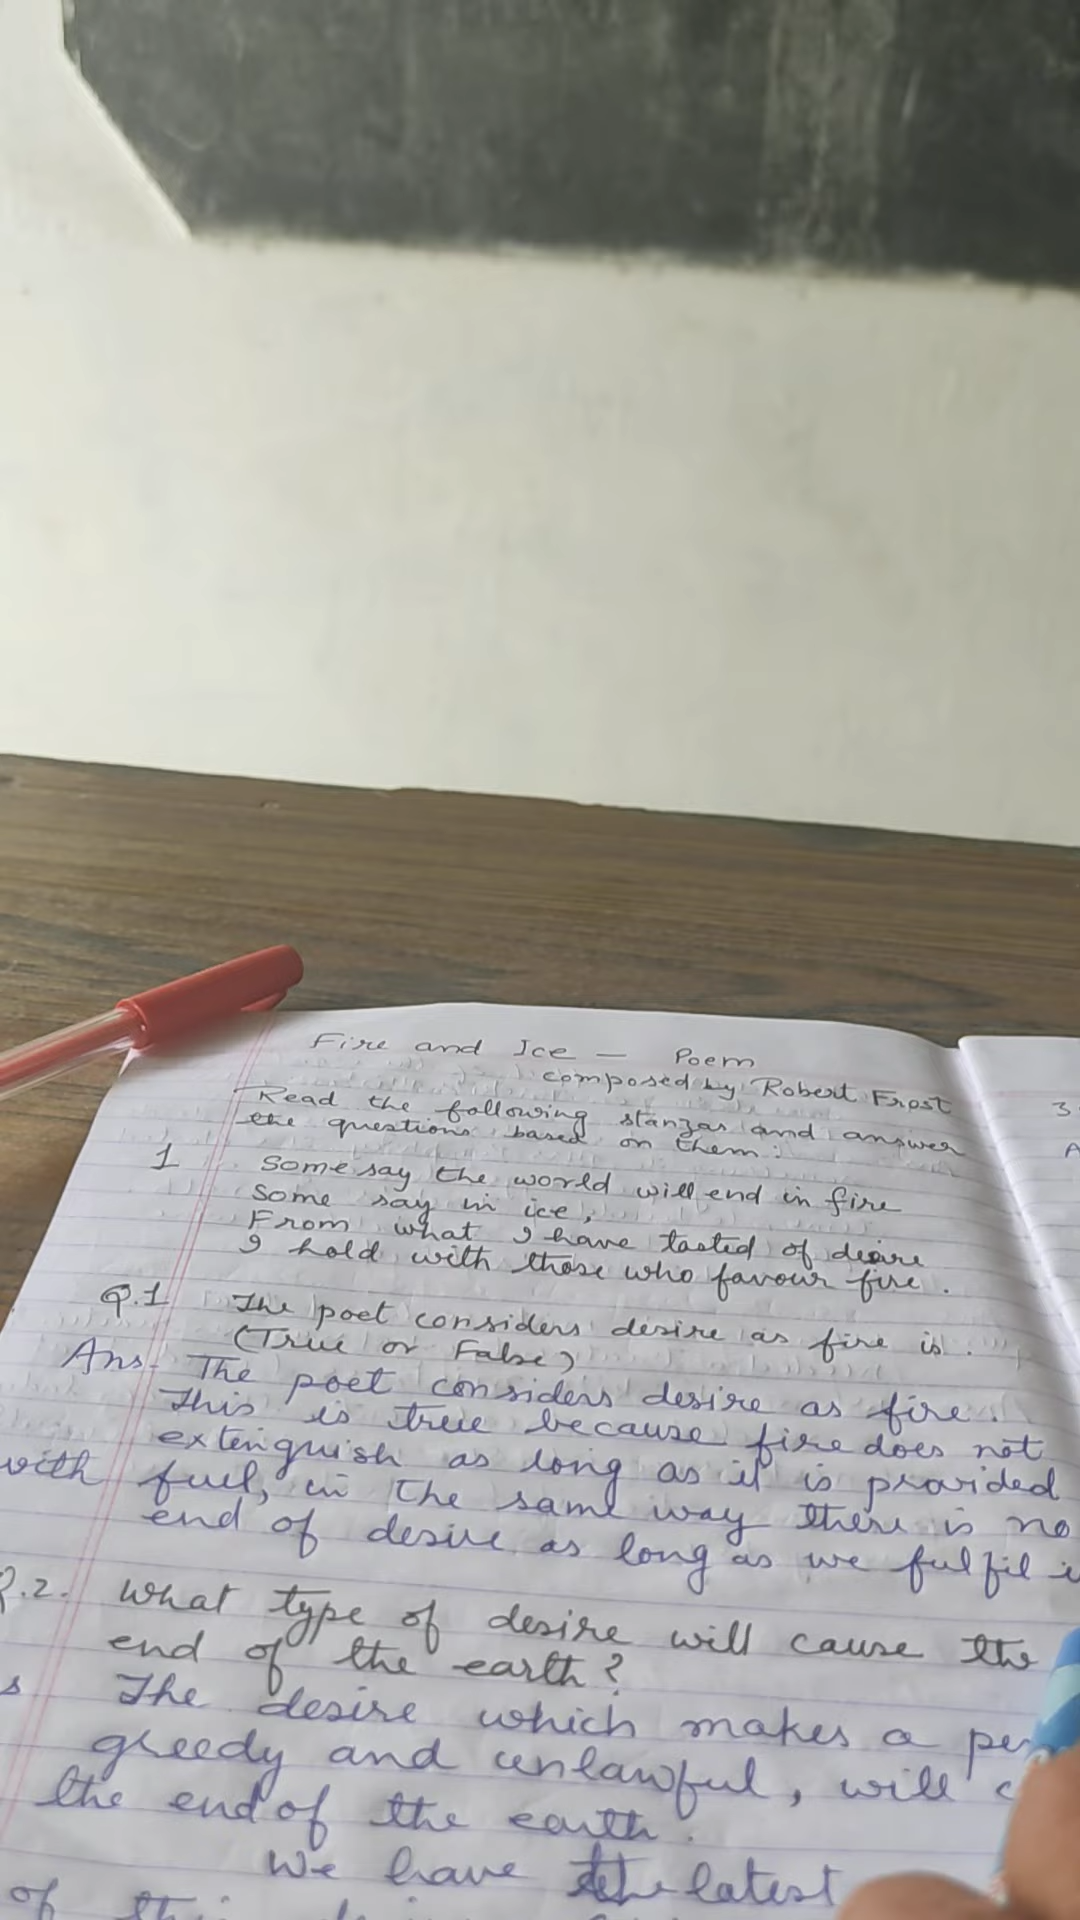 Fire and Ice — Poem
composed by Robert Frost
Read the following stanzas and answer
the questions based on them:
1 Some say the world will end in fire
Some say in ice,
From what I have tasted of desire
I hold with those who favour fire.
Q.1 The poet considers desire as fire is.
(True or False)
Ans- The poet considers desire as fire.
This is true because fire does not
extenguish as long as it is provided
with fuel, in the same way there is no
end of desire as long as we fulfil
Q.2. What type of desire will cause the
end of the earth?
s The desire which makes a
greedy and unlawful, will
the end of the earth.
We have the latest
of
3
A